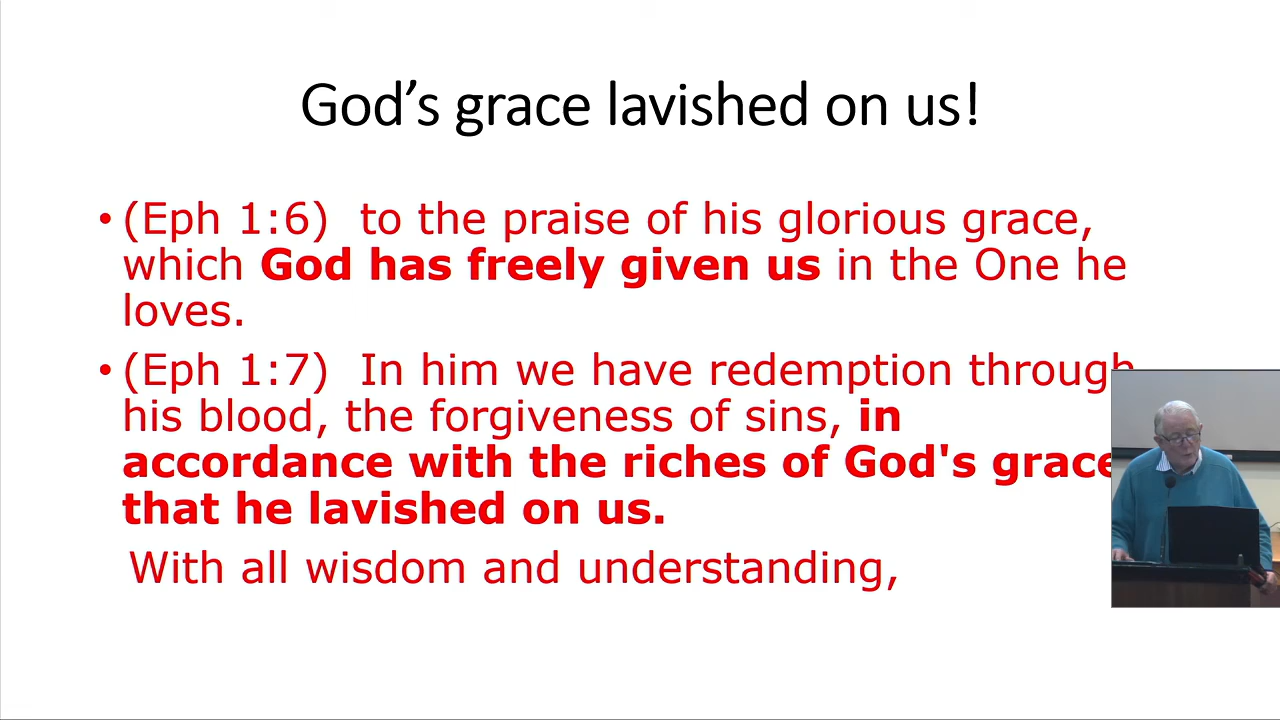 God’s grace lavished on us!
• (Eph 1:6)  to the praise of his glorious grace,
which God has freely given us in the One he
loves.
• (Eph 1:7)  In him we have redemption through
his blood, the forgiveness of sins, in
accordance with the riches of God's grace
that he lavished on us.
With all wisdom and understanding,